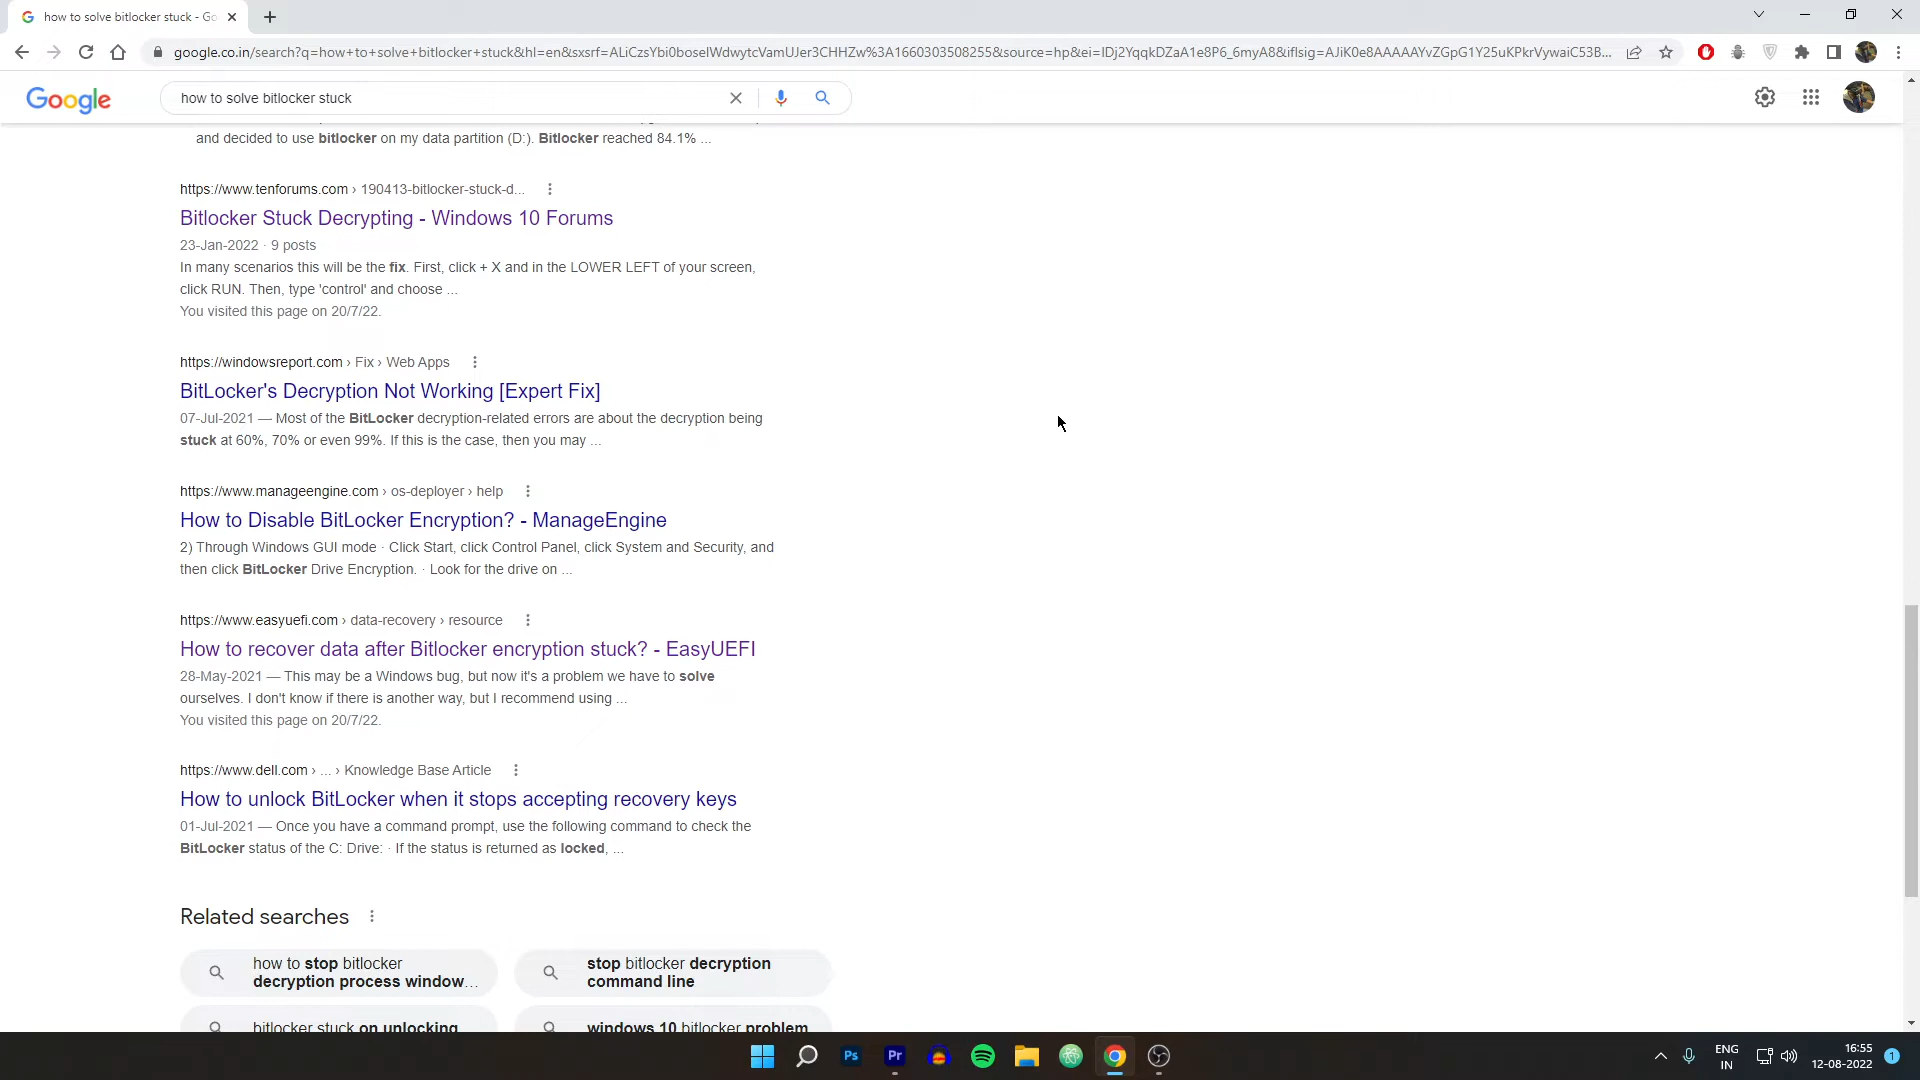 how to solve bitlocker stuck - Go
google.co.in/search?q=how+to+solve+bitlocker+stuck&hl=en&sxsrf=ALiCzsYbi0boselWdwytcVamUJer3CHHZw%3A1660303508255&source=hp&ei=IDj2YqqkDZaA1e8P6_6myA8&iflsig=AJiK0e8AAAAAYvZGpG1Y25uKPkrVywaiC53B...
Google
how to solve bitlocker stuck
and decided to use bitlocker on my data partition (D:). Bitlocker reached 84.1% ...
https://www.tenforums.com › 190413-bitlocker-stuck-d...
Bitlocker Stuck Decrypting - Windows 10 Forums
23-Jan-2022 · 9 posts
In many scenarios this will be the fix. First, click + X and in the LOWER LEFT of your screen,
click RUN. Then, type 'control' and choose ...
You visited this page on 20/7/22.
https://windowsreport.com › Fix › Web Apps
BitLocker's Decryption Not Working [Expert Fix]
07-Jul-2021 — Most of the BitLocker decryption-related errors are about the decryption being
stuck at 60%, 70% or even 99%. If this is the case, then you may ...
https://www.manageengine.com › os-deployer › help
How to Disable BitLocker Encryption? - ManageEngine
2) Through Windows GUI mode · Click Start, click Control Panel, click System and Security, and
then click BitLocker Drive Encryption. · Look for the drive on ...
https://www.easyuefi.com › data-recovery › resource
How to recover data after Bitlocker encryption stuck? - EasyUEFI
28-May-2021 — This may be a Windows bug, but now it's a problem we have to solve
ourselves. I don't know if there is another way, but I recommend using ...
You visited this page on 20/7/22.
https://www.dell.com › ... › Knowledge Base Article
How to unlock BitLocker when it stops accepting recovery keys
01-Jul-2021 — Once you have a command prompt, use the following command to check the
BitLocker status of the C: Drive: · If the status is returned as locked, ...
Related searches
how to stop bitlocker
decryption process window...
stop bitlocker decryption
command line
bitlocker stuck on unlocking
windows 10 bitlocker problem
Ps
Pr
ENG
IN
16:55
12-08-2022
1